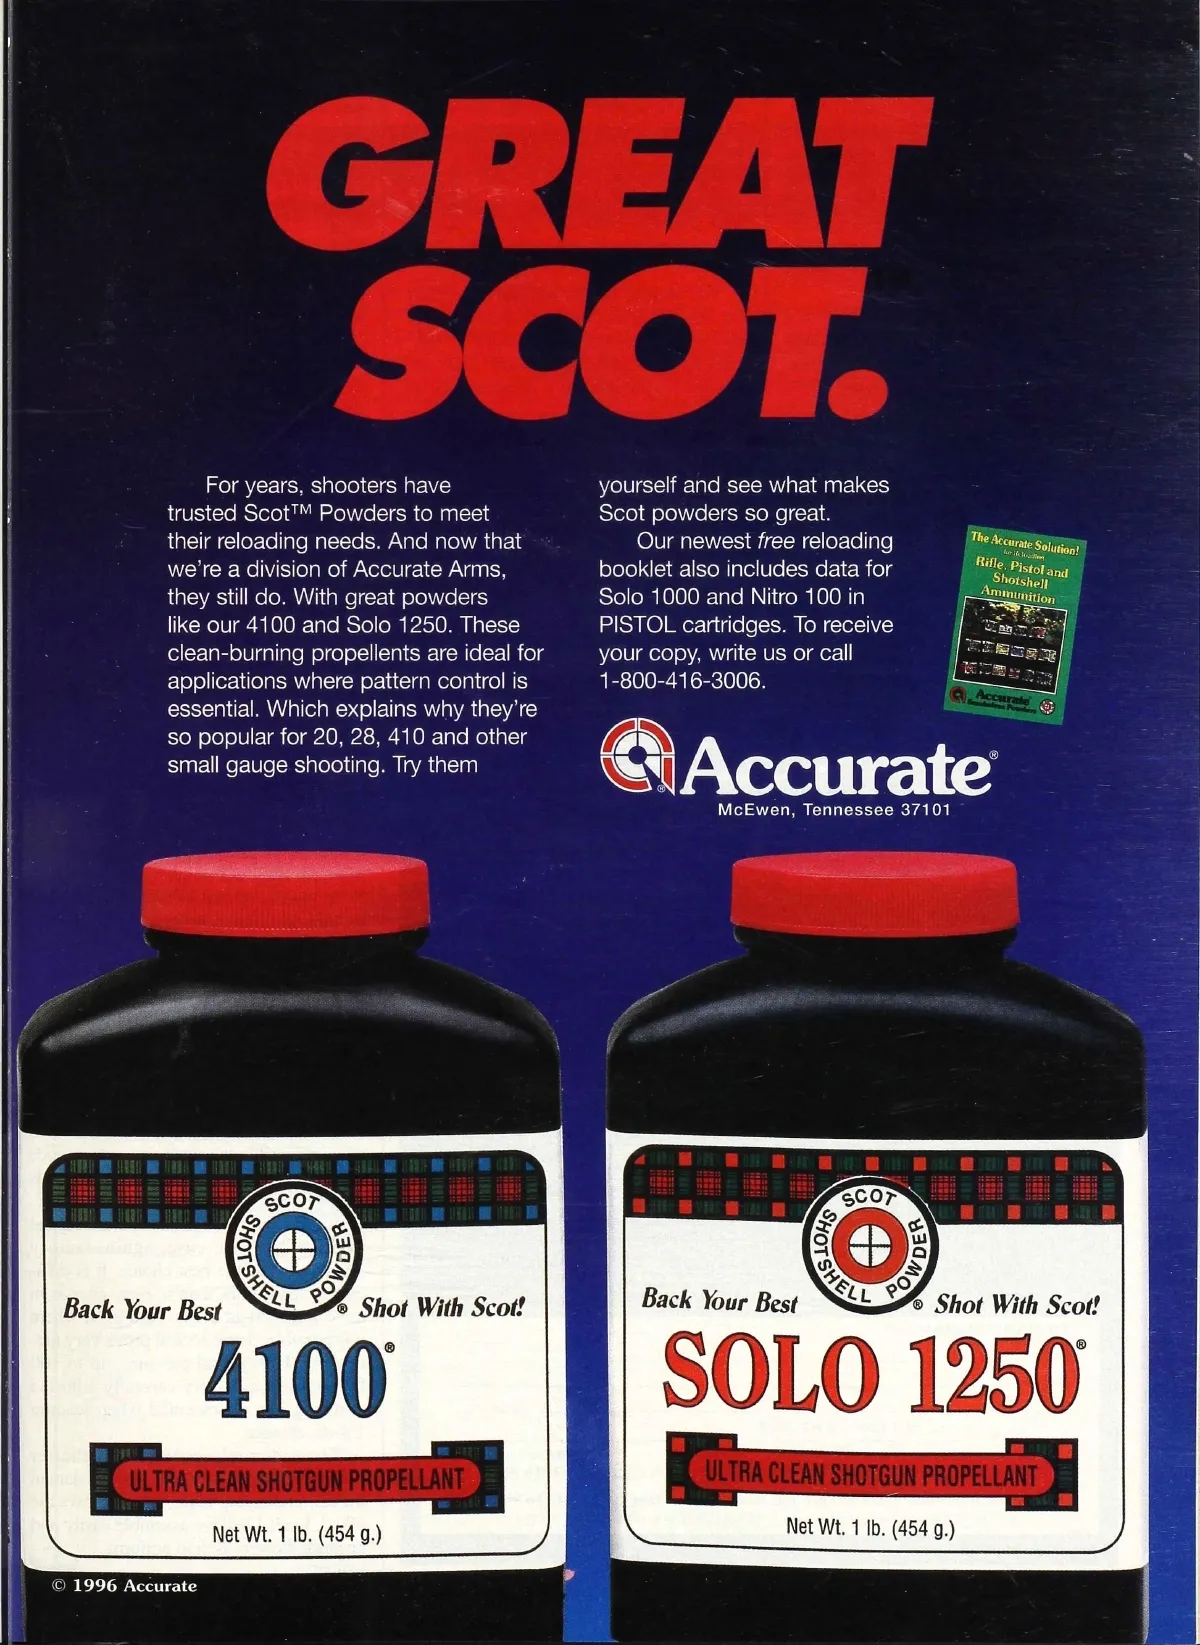 GREAT
SCOT.
For years, shooters have
trusted Scot™ Powders to meet
their reloading needs. And now that
we're a division of Accurate Arms,
they still do. With great powders
like our 4100 and Solo 1250. These
clean-burning propellents are ideal for
applications where pattern control is
essential. Which explains why they're
so popular for 20, 28, 410 and other
small gauge shooting. Try them
yourself and see what makes
Scot powders so great.
Our newest free reloading
booklet also includes data for
Solo 1000 and Nitro 100 in
PISTOL cartridges. To receive
your copy, write us or call
1-800-416-3006.
The Accurate Solution!
Rifle, Pistol and
Shotshell
Ammunition
Accurate
Smokeless Powders
Accurate®
McEwen, Tennessee 37101
SCOT
SHOTSHELL POWDER
Back Your Best ® Shot With Scot!
4100®
ULTRA CLEAN SHOTGUN PROPELLANT
Net Wt. 1 lb. (454 g.)
SCOT
SHOTSHELL POWDER
Back Your Best ® Shot With Scot!
SOLO 1250®
ULTRA CLEAN SHOTGUN PROPELLANT
Net Wt. 1 lb. (454 g.)
© 1996 Accurate